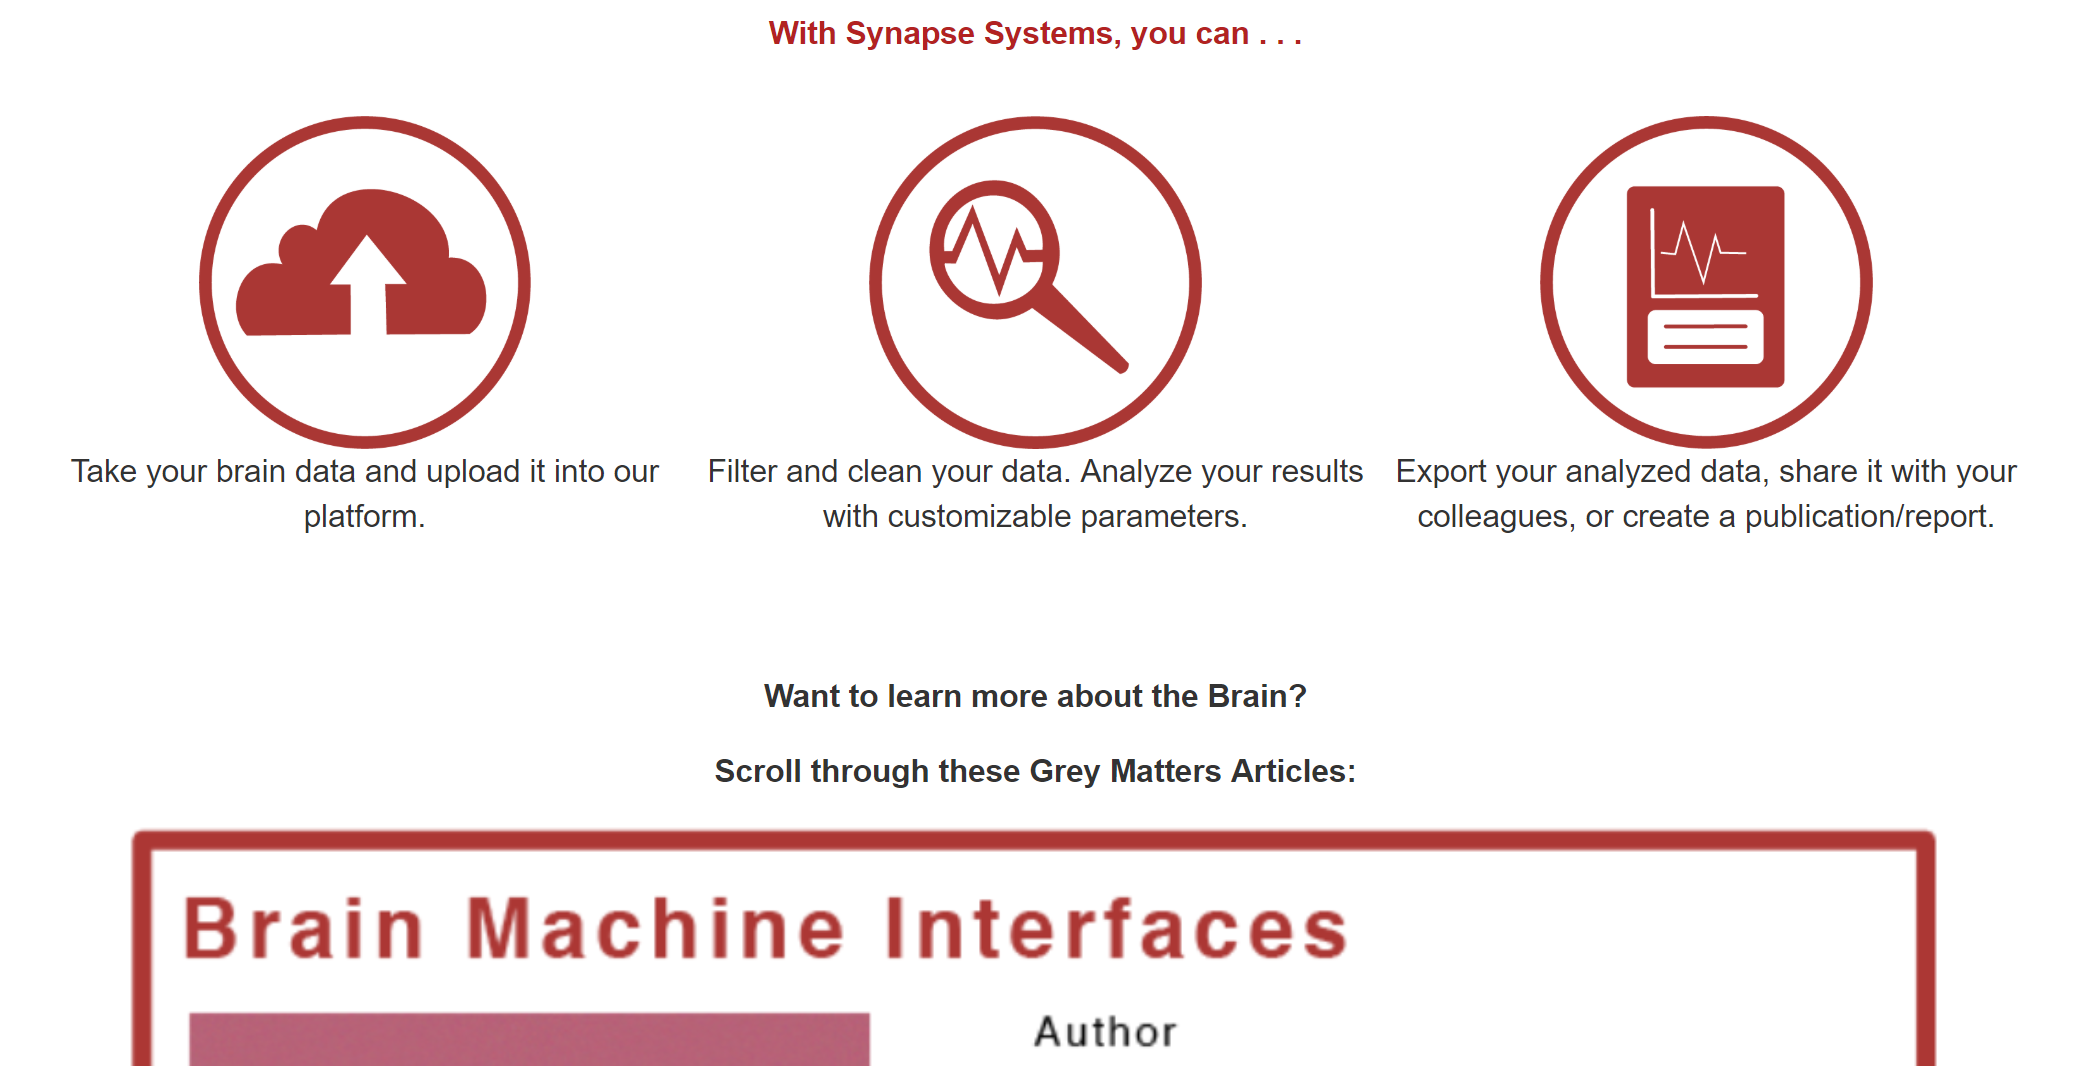 With Synapse Systems, you can . . .
Take your brain data and upload it into our
platform.
Filter and clean your data. Analyze your results
with customizable parameters.
Export your analyzed data, share it with your
colleagues, or create a publication/report.
Want to learn more about the Brain?
Scroll through these Grey Matters Articles:
Brain Machine Interfaces
Author